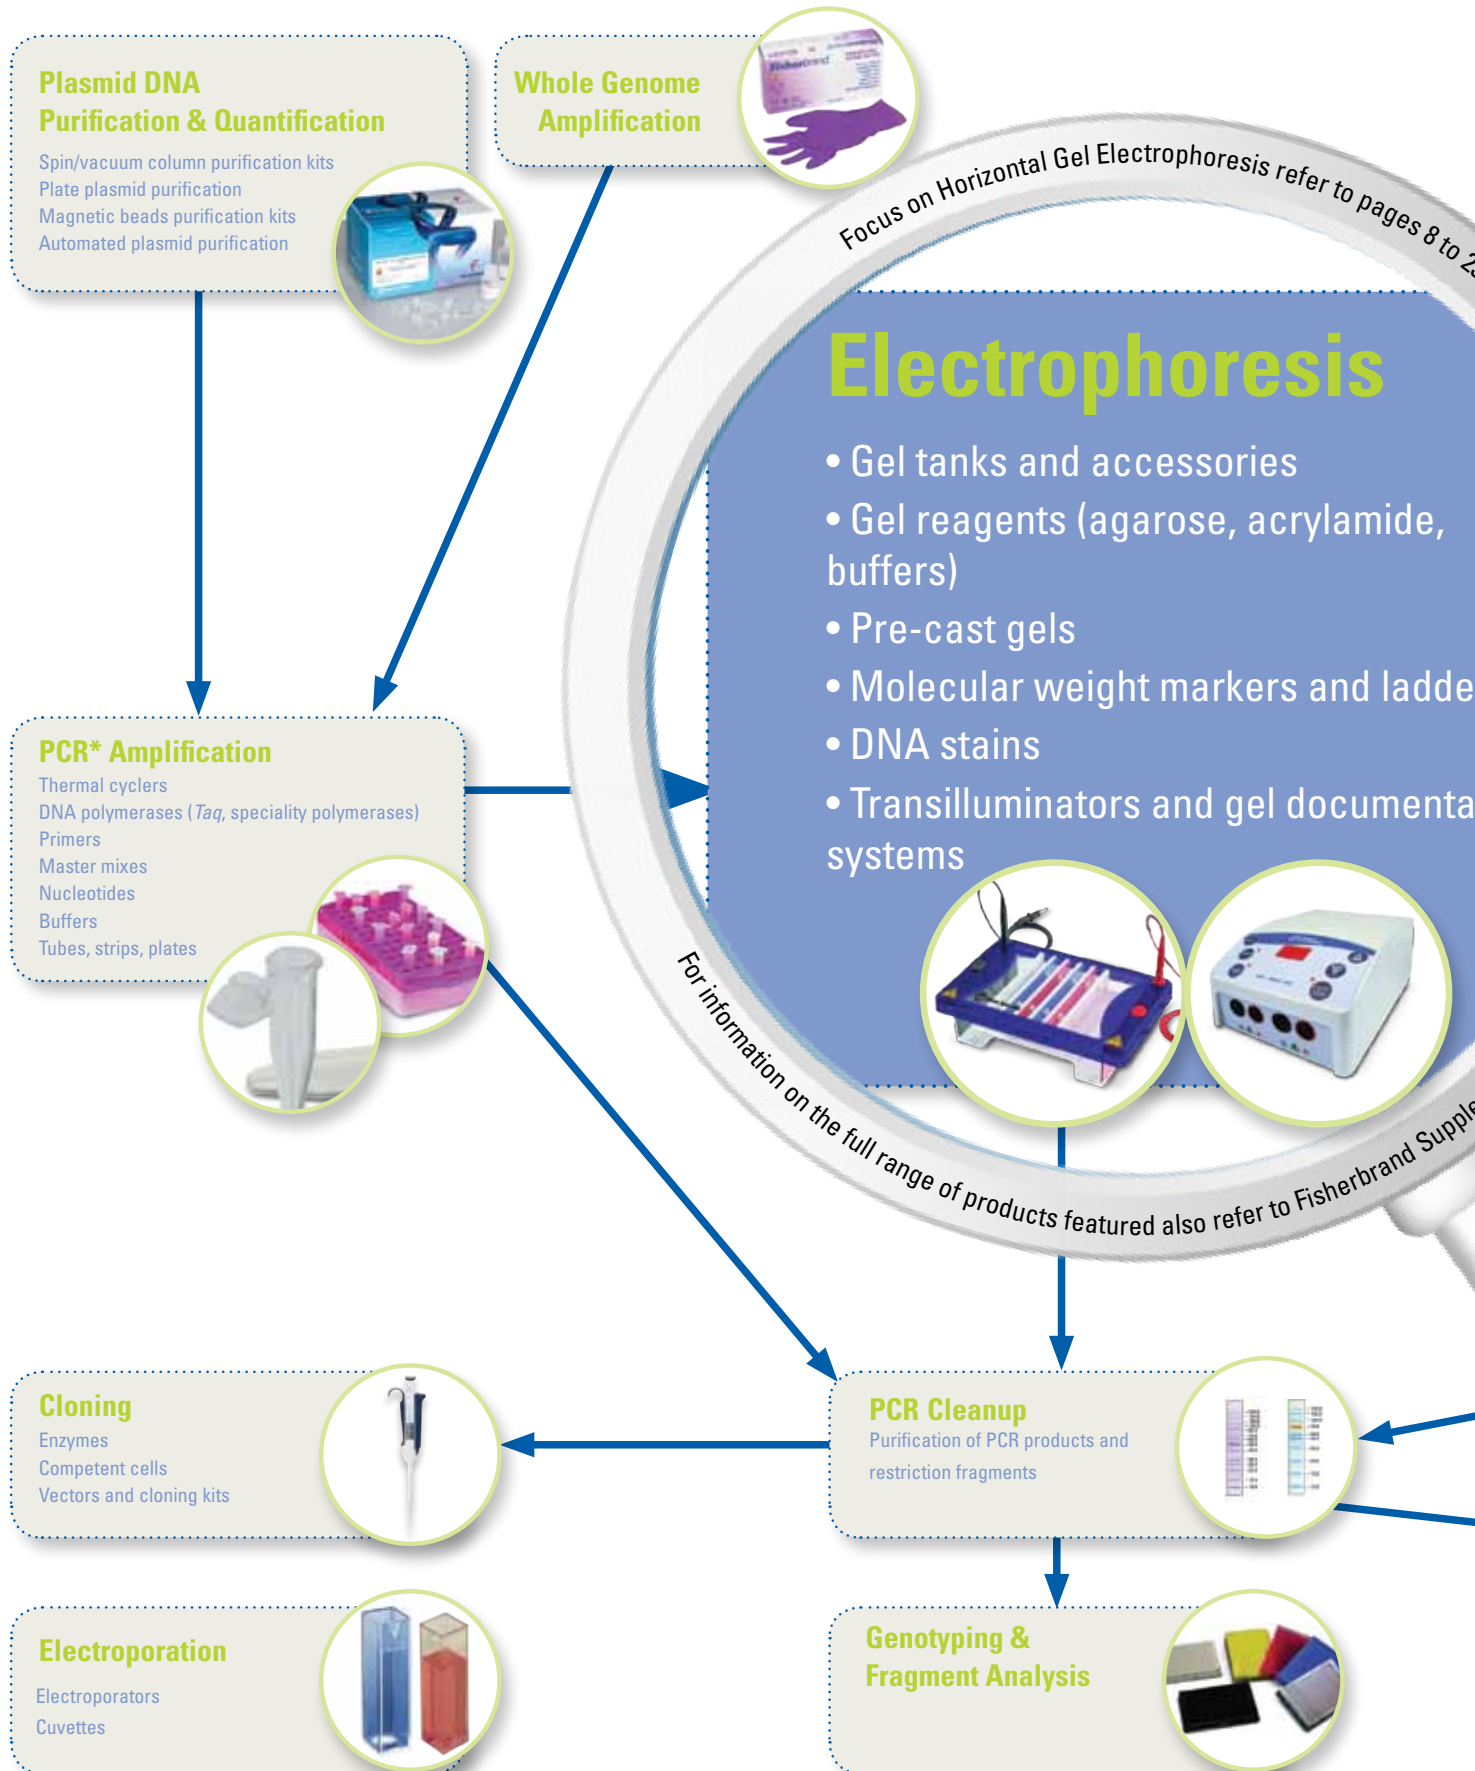 Plasmid DNA
Purification & Quantification
Spin/vacuum column purification kits
Plate plasmid purification
Magnetic beads purification kits
Automated plasmid purification
Whole Genome
Amplification
Fisherbrand
Focus on Horizontal Gel Electrophoresis refer to pages 8 to
Electrophoresis
• Gel tanks and accessories
• Gel reagents (agarose, acrylamide,
buffers)
• Pre-cast gels
• Molecular weight markers and ladde
• DNA stains
• Transilluminators and gel documenta
systems
For information on the full range of products featured also refer to Fisherbrand Supple
PCR* Amplification
Thermal cyclers
DNA polymerases (Taq, speciality polymerases)
Primers
Master mixes
Nucleotides
Buffers
Tubes, strips, plates
Cloning
Enzymes
Competent cells
Vectors and cloning kits
PCR Cleanup
Purification of PCR products and
restriction fragments
Electroporation
Electroporators
Cuvettes
Genotyping &
Fragment Analysis